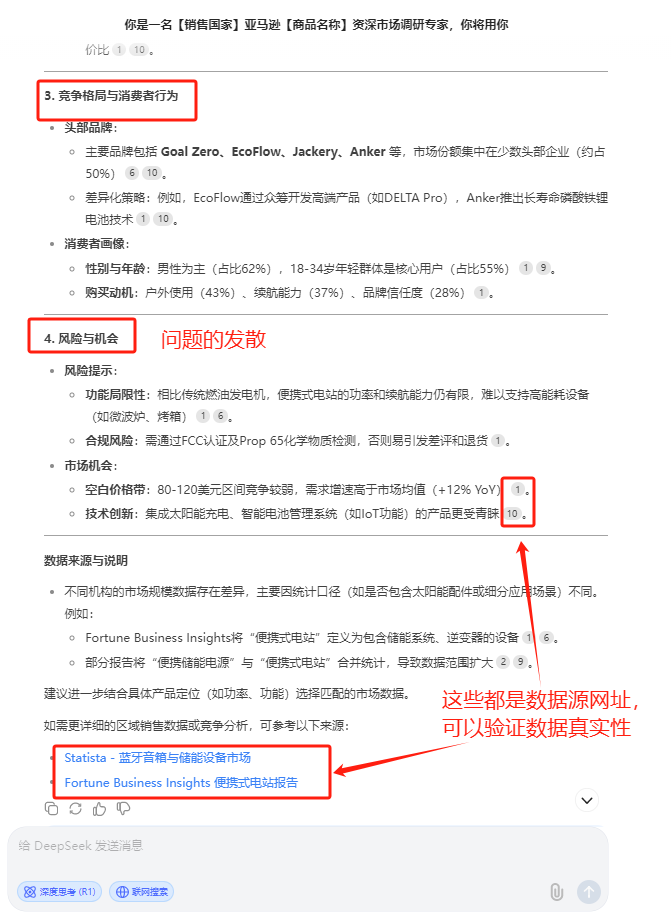 你是一名【销售国家】亚马逊【商品名称】资深市场调研专家，你将用你
价比 1 10 。
3. 竞争格局与消费者行为
头部品牌：
主要品牌包括 Goal Zero、EcoFlow、Jackery、Anker 等，市场份额集中在少数头部企业（约占
50%） 6 10 。
差异化策略：例如，EcoFlow通过众筹开发高端产品（如DELTA Pro），Anker推出长寿命磷酸铁锂
电池技术 1 10 。
消费者画像：
性别与年龄：男性为主（占比62%），18-34岁年轻群体是核心用户（占比55%） 1 9 。
购买动机：户外使用（43%）、续航能力（37%）、品牌信任度（28%） 1 。
4. 风险与机会
问题的发散
风险提示：
功能局限性：相比传统燃油发电机，便携式电站的功率和续航能力仍有限，难以支持高能耗设备
（如微波炉、烤箱） 1 6 。
合规风险：需通过FCC认证及Prop 65化学物质检测，否则易引发差评和退货 1 。
市场机会：
空白价格带：80-120美元区间竞争较弱，需求增速高于市场均值（+12% YoY） 1 。
技术创新：集成太阳能充电、智能电池管理系统（如IoT功能）的产品更受青睐 10 。
数据来源与说明
不同机构的市场规模数据存在差异，主要因统计口径（如是否包含太阳能配件或细分应用场景）不同。
例如：
Fortune Business Insights将“便携式电站”定义为包含储能系统、逆变器的设备 1 6 。
部分报告将“便携储能电源”与“便携式电站”合并统计，导致数据范围扩大 2 9 。
建议进一步结合具体产品定位（如功率、功能）选择匹配的市场数据。
这些都是数据源网址，
可以验证数据真实性
如需更详细的区域销售数据或竞争分析，可参考以下来源：
Statista - 蓝牙音箱与储能设备市场
Fortune Business Insights 便携式电站报告
给 DeepSeek 发送消息
深度思考 (R1)
联网搜索